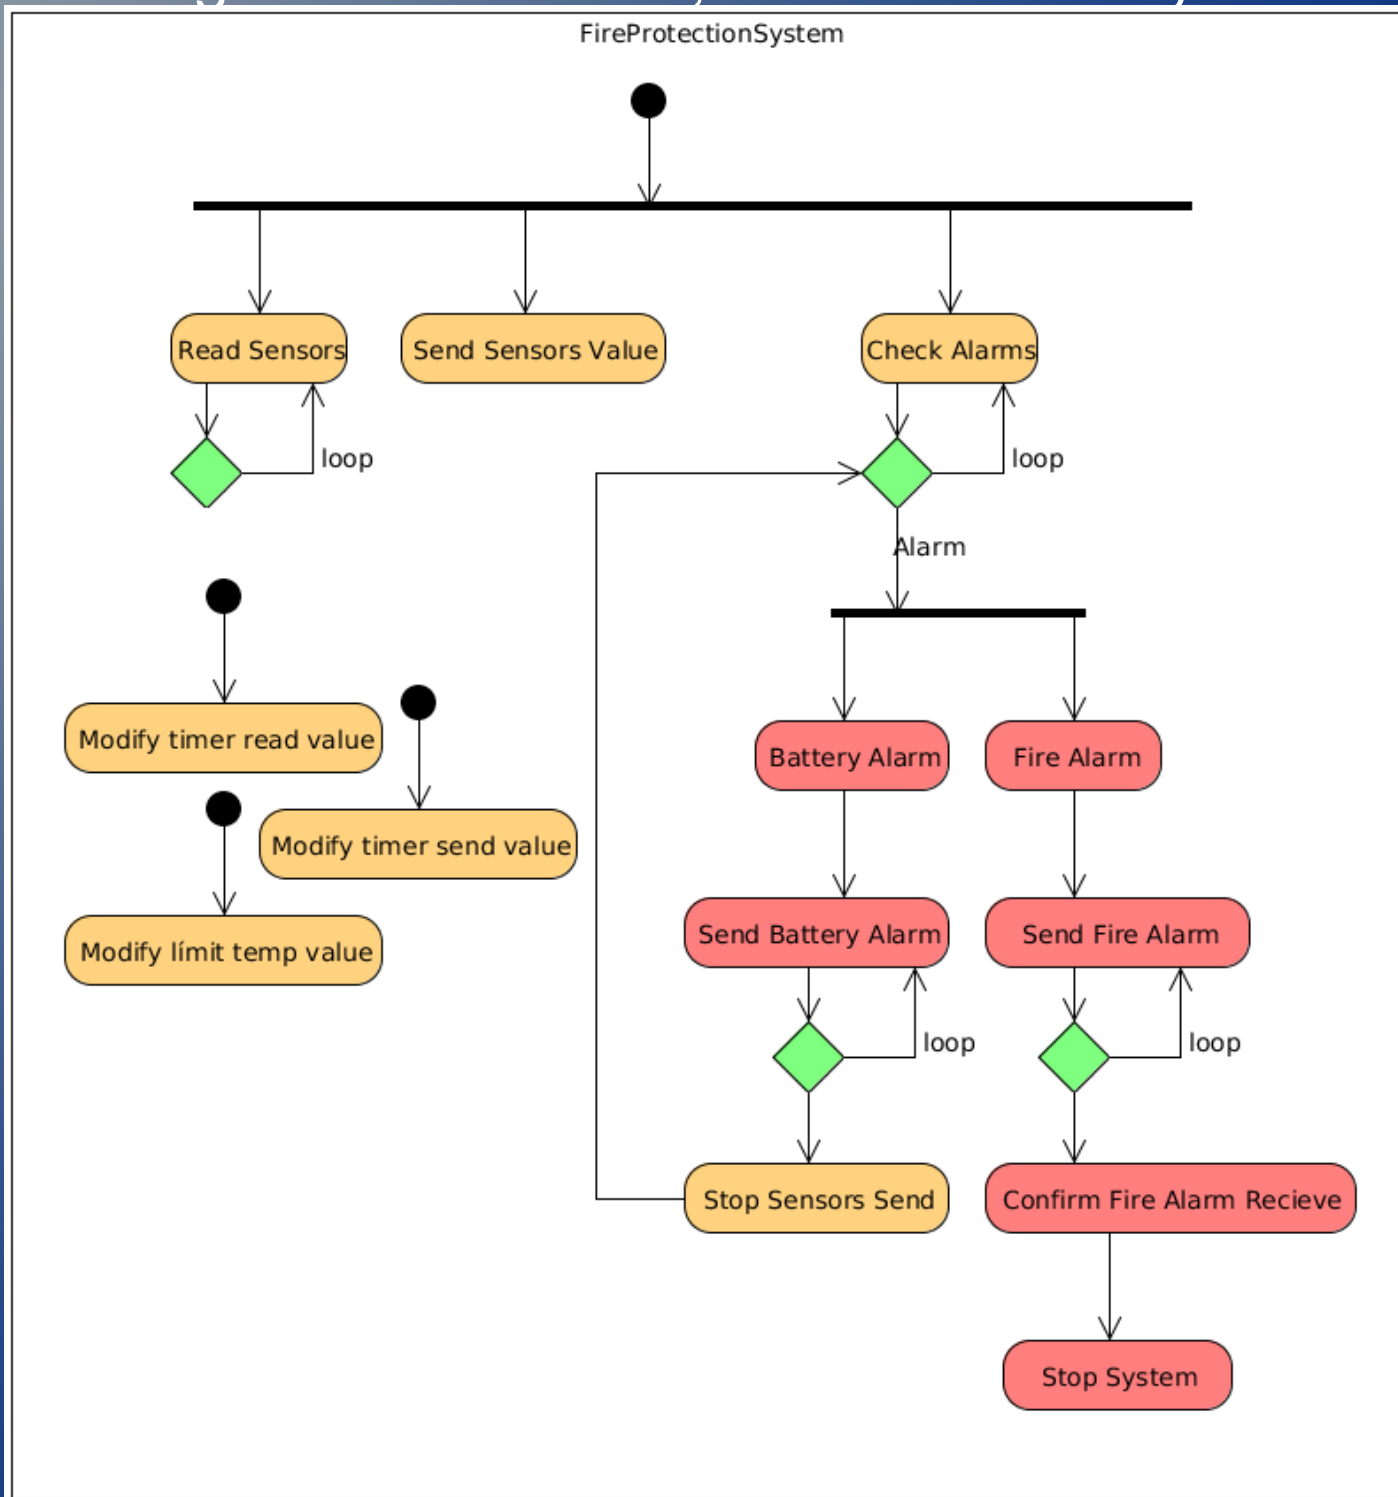 FireProtectionSystem
Read Sensors
Send Sensors Value
Check Alarms
loop
loop
Alarm
Modify timer read value
Battery Alarm
Fire Alarm
Modify timer send value
Modify límit temp value
Send Battery Alarm
Send Fire Alarm
loop
loop
Stop Sensors Send
Confirm Fire Alarm Recieve
Stop System